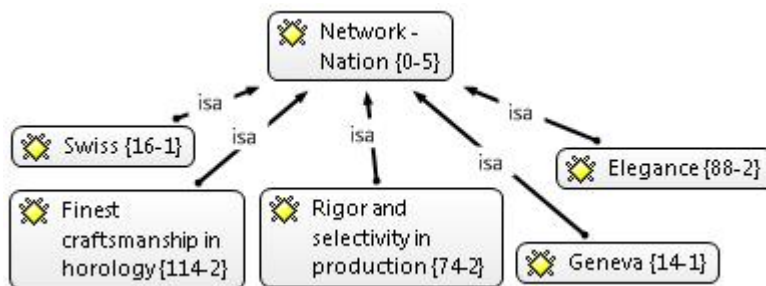 Network -
Nation {0-5}
isa
isa
isa
isa
isa
Swiss {16-1}
Elegance {88-2}
Finest
craftsmanship in
horology {114-2}
Rigor and
selectivity in
production {74-2}
Geneva {14-1}